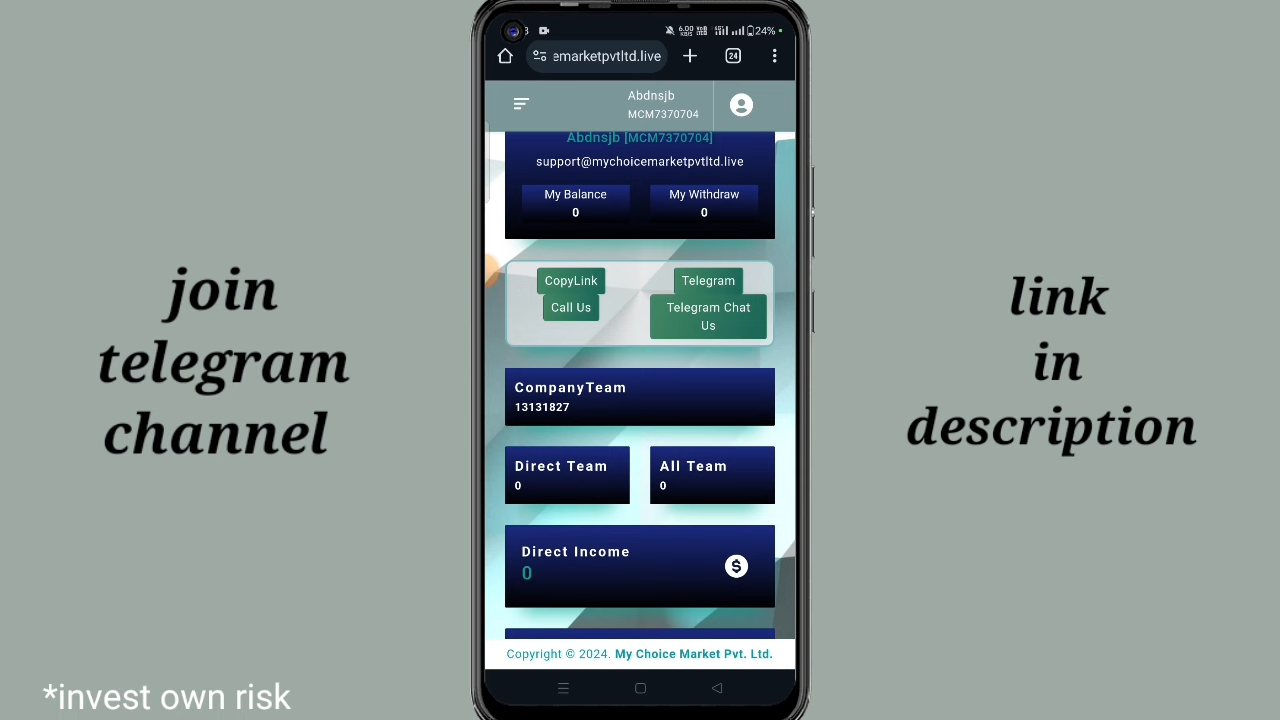 join
telegram
channel
link
in
description
*invest own risk
24%
emarketpvtltd.live
24
Abdnsjb
MCM7370704
Abdnsjb [MCM7370704]
support@mychoicemarketpvtltd.live
My Balance
0
My Withdraw
0
CopyLink
Telegram
Call Us
Telegram Chat
Us
CompanyTeam
13131827
Direct Team
0
All Team
0
Direct Income
0
Copyright © 2024. My Choice Market Pvt. Ltd.